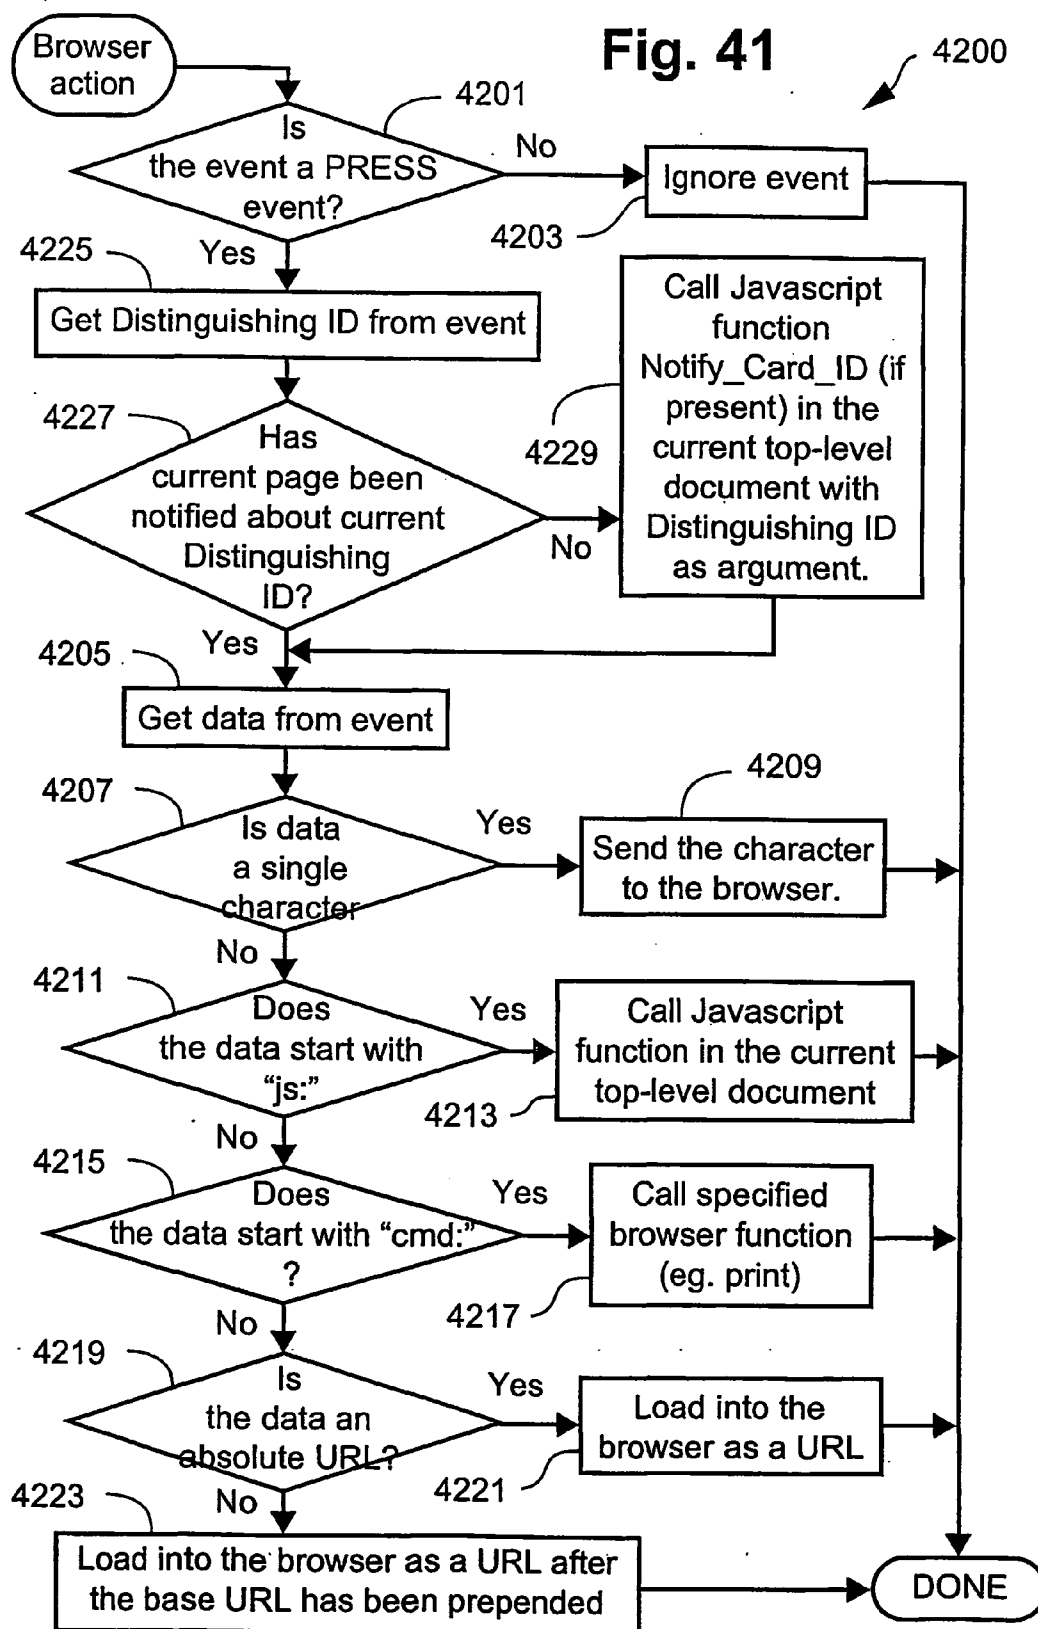 Fig. 41
4200
Browser
action
4201
Is
the event a PRESS
event?
No
Ignore event
4203
Yes
4225
Get Distinguishing ID from event
4227
Has
current page been
notified about current
Distinguishing
ID?
No
Call Javascript
function
Notify_Card_ID (if
present) in the
current top-level
document with
Distinguishing ID
as argument.
4229
Yes
4205
Get data from event
4207
Is data
a single
character
Yes
4209
Send the character
to the browser.
No
4211
Does
the data start with
“js:”
Yes
Call Javascript
function in the current
top-level document
4213
No
4215
Does
the data start with “cmd:”
?
Yes
Call specified
browser function
(eg. print)
4217
No
4219
Is
the data an
absolute URL?
Yes
Load into the
browser as a URL
4221
No
4223
Load into the browser as a URL after
the base URL has been prepended
DONE